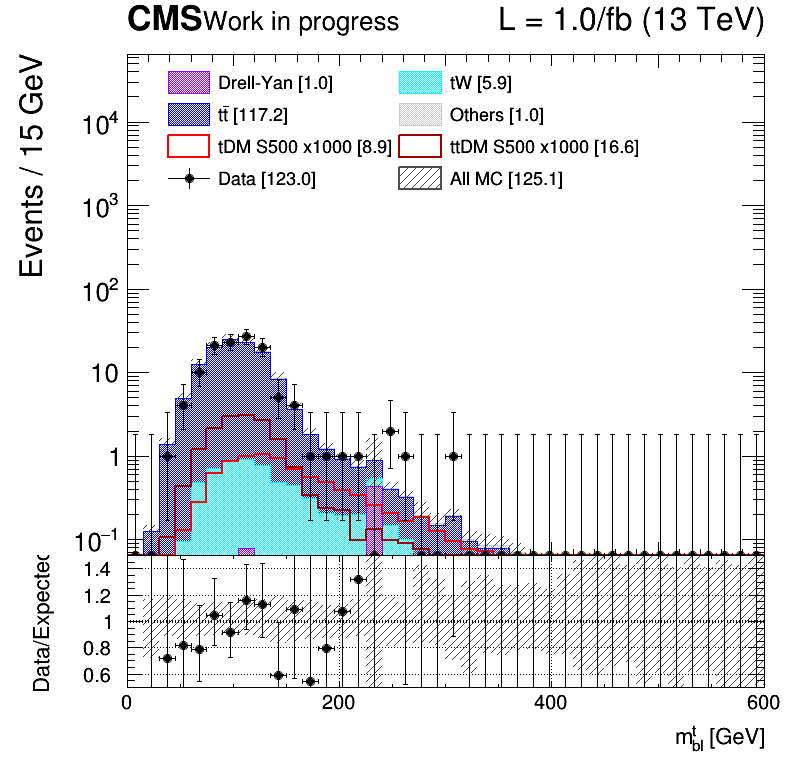 CMS Work in progress L = 1.0/fb (13 TeV)
Events / 15 GeV
Drell-Yan [1.0] tW [5.9]
tt̄ [117.2] Others [1.0]
tDM S500 x1000 [8.9] ttDM S500 x1000 [16.6]
Data [123.0] All MC [125.1]
10⁴
10³
10²
10
1
10⁻¹
Data/Expected
1.4
1.2
1
0.8
0.6
0 200 400 600
m^t_bl [GeV]